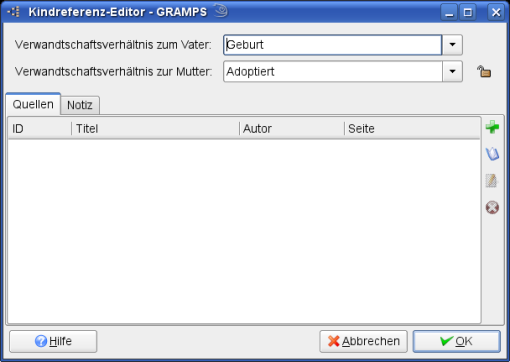 Kindreferenz-Editor - GRAMPS
Verwandtschaftsverhältnis zum Vater: Geburt
Verwandtschaftsverhältnis zur Mutter: Adoptiert
Quellen Notiz
ID Titel Autor Seite
Hilfe Abbrechen OK